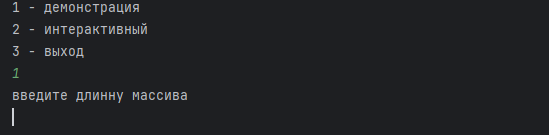 1 - демонстрация
2 - интерактивный
3 - выход
1
введите длинну массива